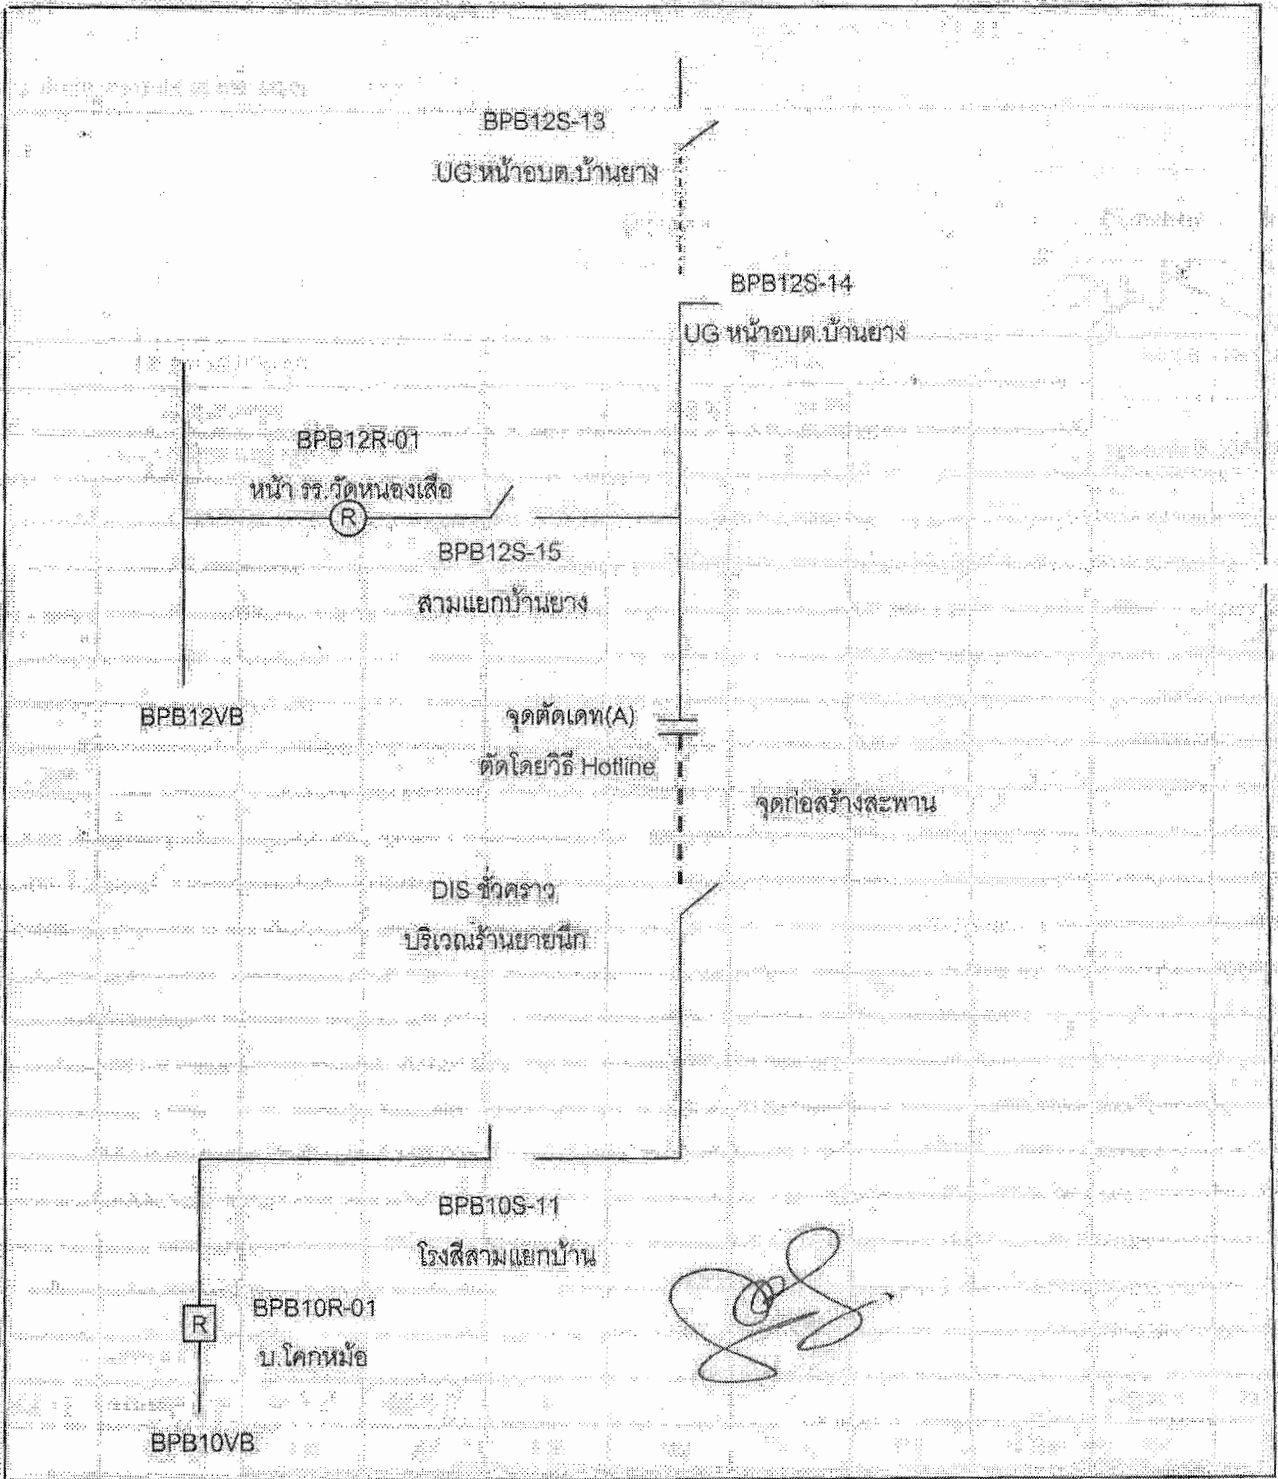 BPB12S-13
UG หน้าอบต.บ้านยาง
BPB12S-14
UG หน้าอบต.บ้านยาง
BPB12R-01
หน้า รร.วัดหนองเสือ
R
BPB12S-15
สามแยกบ้านยาง
BPB12VB
จุดตัดเดท(A)
ตัดโดยวิธี Hotline
จุดก่อสร้างสะพาน
DIS ชั่วคราว
บริเวณร้านยายนึก
BPB10S-11
โรงสีสามแยกบ้าน
R
BPB10R-01
บ.โคกหม้อ
BPB10VB